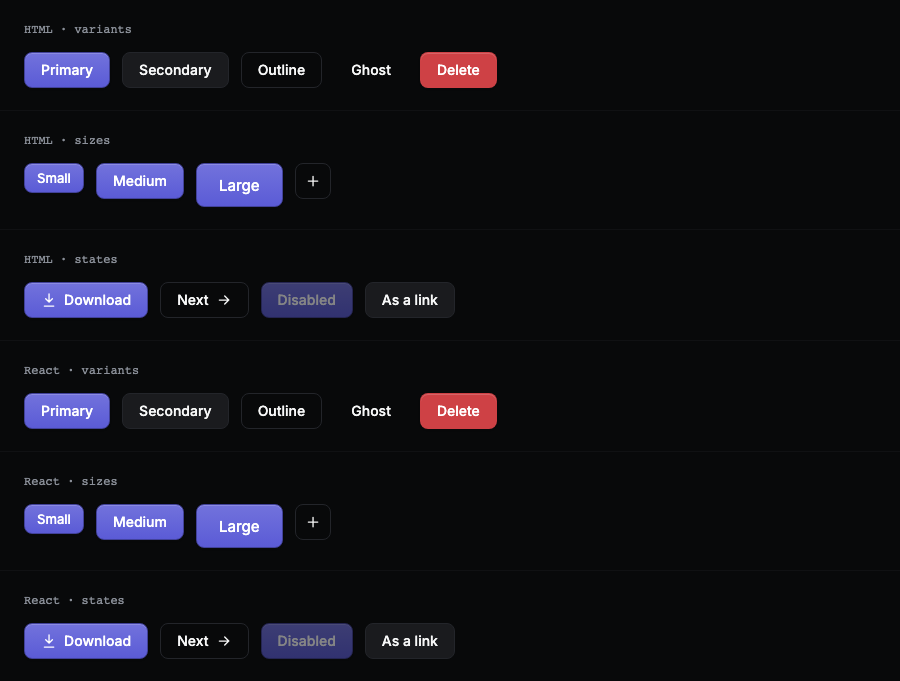 HTML · variants
Primary Secondary Outline Ghost Delete
HTML · sizes
Small Medium Large +
HTML · states
Download Next → Disabled As a link
React · variants
Primary Secondary Outline Ghost Delete
React · sizes
Small Medium Large +
React · states
Download Next → Disabled As a link